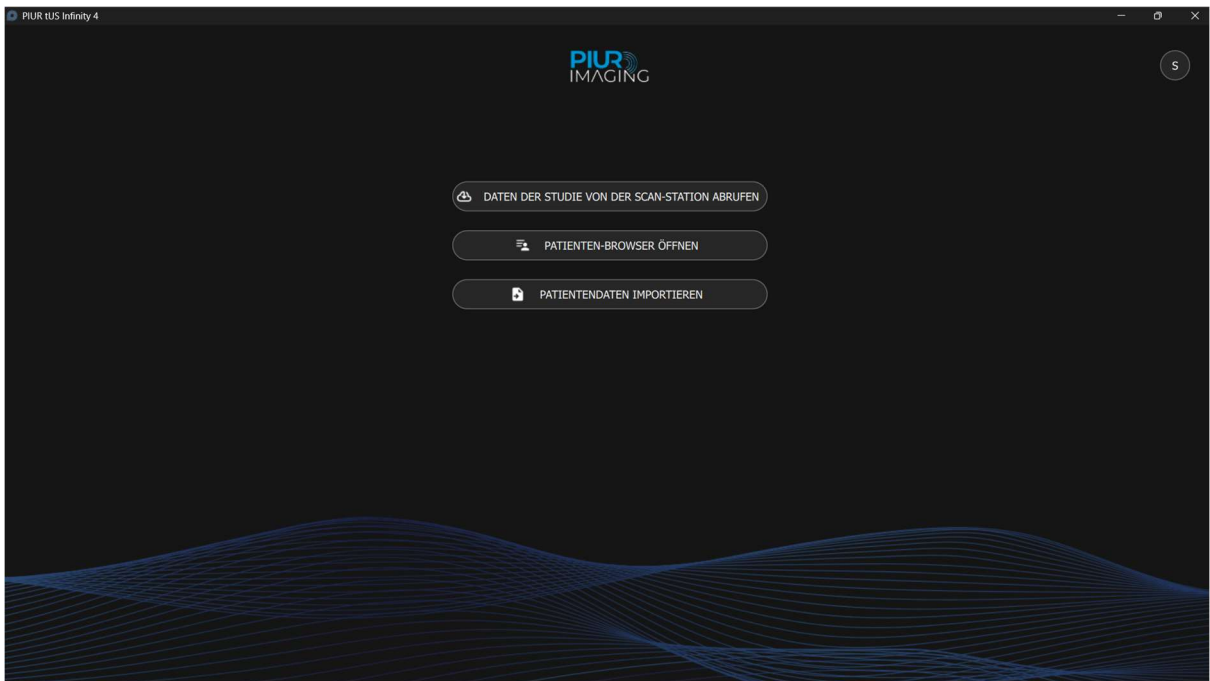 PIUR tUS Infinity 4
PIUR
IMAGING
S
DATEN DER STUDIE VON DER SCAN-STATION ABRUFEN
PATIENTEN-BROWSER ÖFFNEN
PATIENTENDATEN IMPORTIEREN